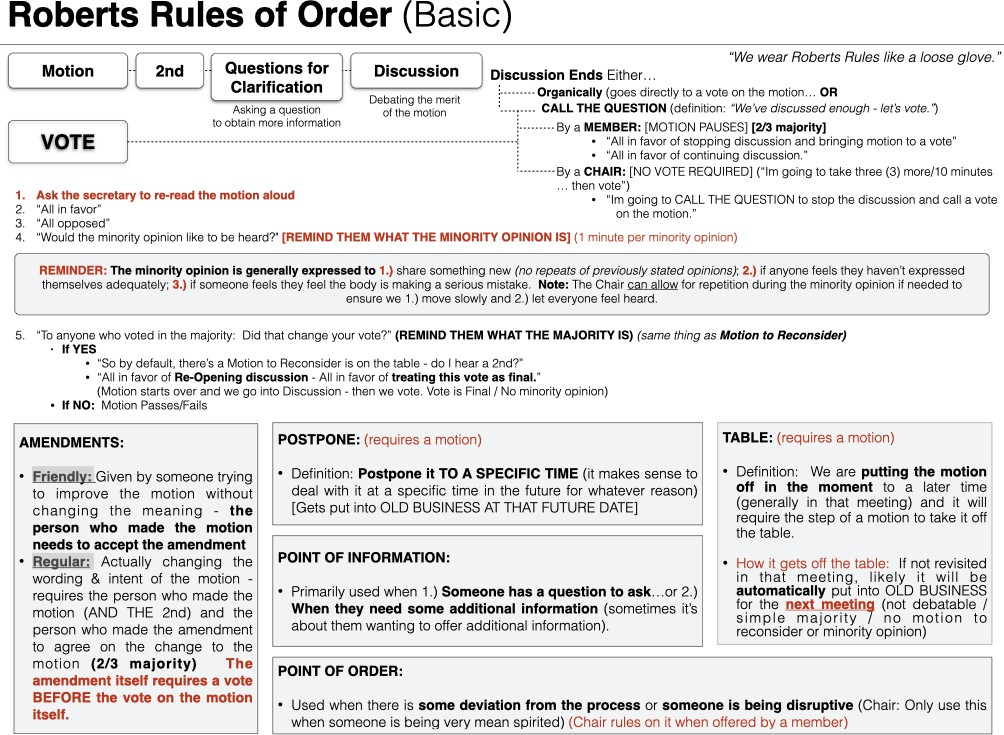 Roberts Rules of Order (Basic)
"We wear Roberts Rules like a loose glove."
Motion
2nd
Questions for
Clarification
Asking a question
to obtain more information
Discussion
Debating the merit
of the motion
VOTE
Discussion Ends Either…
Organically (goes directly to a vote on the motion… OR
CALL THE QUESTION (definition: "We've discussed enough - let's vote.")
By a MEMBER: [MOTION PAUSES] [2/3 majority]
• "All in favor of stopping discussion and bringing motion to a vote"
• "All in favor of continuing discussion."
By a CHAIR: [NO VOTE REQUIRED] ("Im going to take three (3) more/10 minutes
… then vote")
• "Im going to CALL THE QUESTION to stop the discussion and call a vote
on the motion."
1. Ask the secretary to re-read the motion aloud
2. "All in favor"
3. "All opposed"
4. "Would the minority opinion like to be heard?" [REMIND THEM WHAT THE MINORITY OPINION IS] (1 minute per minority opinion)
REMINDER: The minority opinion is generally expressed to 1.) share something new (no repeats of previously stated opinions); 2.) if anyone feels they haven't expressed
themselves adequately; 3.) if someone feels they feel the body is making a serious mistake. Note: The Chair can allow for repetition during the minority opinion if needed to
ensure we 1.) move slowly and 2.) let everyone feel heard.
5. "To anyone who voted in the majority: Did that change your vote?" (REMIND THEM WHAT THE MAJORITY IS) (same thing as Motion to Reconsider)
• If YES
• "So by default, there's a Motion to Reconsider is on the table - do I hear a 2nd?"
• "All in favor of Re-Opening discussion - All in favor of treating this vote as final."
(Motion starts over and we go into Discussion - then we vote. Vote is Final / No minority opinion)
• If NO: Motion Passes/Fails
AMENDMENTS:
• Friendly: Given by someone trying
to improve the motion without
changing the meaning - the
person who made the motion
needs to accept the amendment
• Regular: Actually changing the
wording & intent of the motion -
requires the person who made the
motion (AND THE 2nd) and the
person who made the amendment
to agree on the change to the
motion (2/3 majority) The
amendment itself requires a vote
BEFORE the vote on the motion
itself.
POSTPONE: (requires a motion)
• Definition: Postpone it TO A SPECIFIC TIME (it makes sense to
deal with it at a specific time in the future for whatever reason)
[Gets put into OLD BUSINESS AT THAT FUTURE DATE]
POINT OF INFORMATION:
• Primarily used when 1.) Someone has a question to ask…or 2.)
When they need some additional information (sometimes it's
about them wanting to offer additional information).
TABLE: (requires a motion)
• Definition: We are putting the motion
off in the moment to a later time
(generally in that meeting) and it will
require the step of a motion to take it off
the table.
• How it gets off the table: If not revisited
in that meeting, likely it will be
automatically put into OLD BUSINESS
for the next meeting (not debatable /
simple majority / no motion to
reconsider or minority opinion)
POINT OF ORDER:
• Used when there is some deviation from the process or someone is being disruptive (Chair: Only use this
when someone is being very mean spirited) (Chair rules on it when offered by a member)